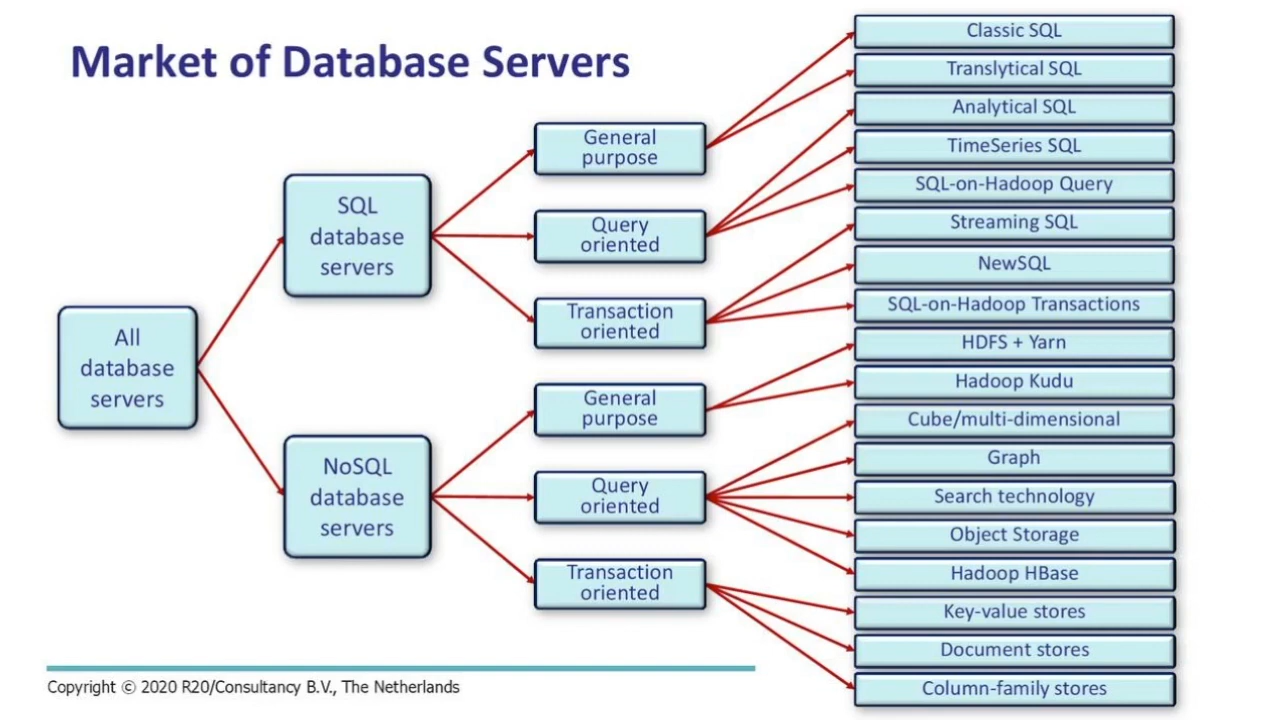 Market of Database Servers
All
database
servers
SQL
database
servers
NoSQL
database
servers
General
purpose
Query
oriented
Transaction
oriented
General
purpose
Query
oriented
Transaction
oriented
Classic SQL
Translytical SQL
Analytical SQL
TimeSeries SQL
SQL-on-Hadoop Query
Streaming SQL
NewSQL
SQL-on-Hadoop Transactions
HDFS + Yarn
Hadoop Kudu
Cube/multi-dimensional
Graph
Search technology
Object Storage
Hadoop HBase
Key-value stores
Document stores
Column-family stores
Copyright © 2020 R20/Consultancy B.V., The Netherlands